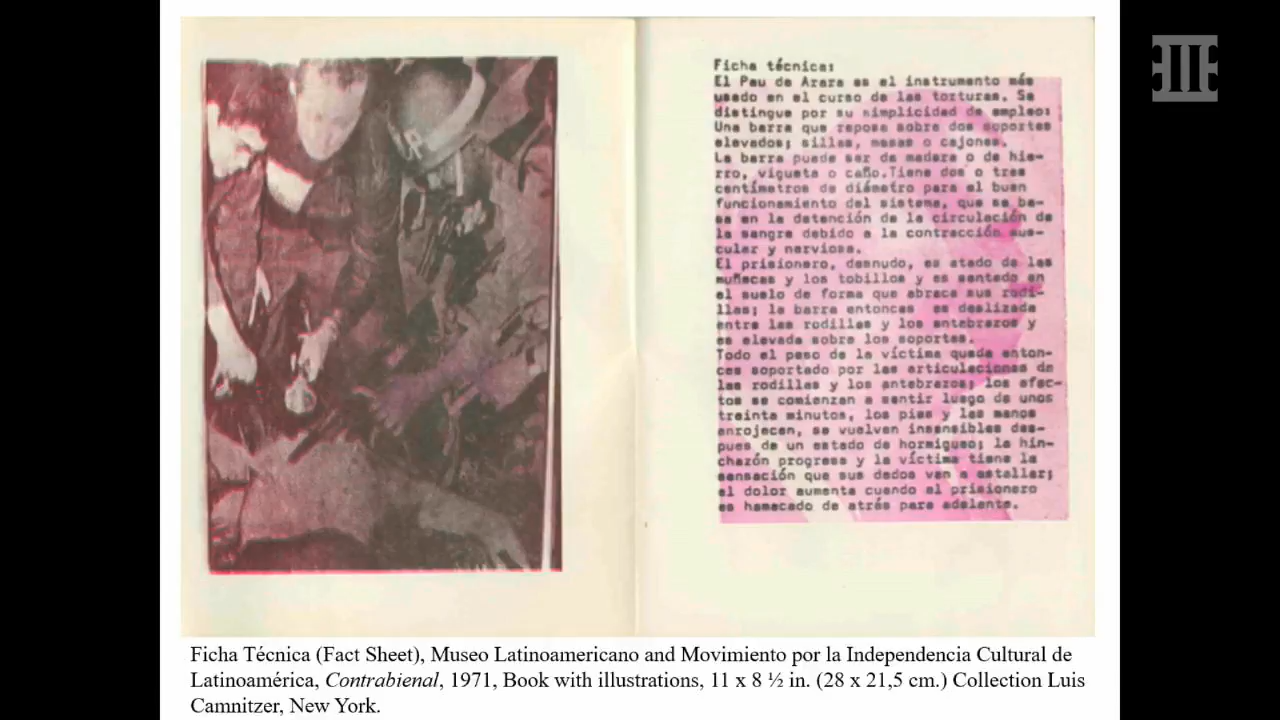 Ficha técnica:
El Pau de Arara es el instrumento más
usado en el curso de las torturas. Se
distingue por su simplicidad de empleo:
Una barra que reposa sobre dos soportes
elevados; sillas, mesas o cajones.
La barra puede ser de madera o de hie-
rro, vigueta o caño.Tiene dos o tres
centímetros de diámetro para el buen
funcionamiento del sistema, que se ba-
sa en la detención de la circulación de
la sangre debido a la contracción mus-
cular y nerviosa.
El prisionero, desnudo, es atado de las
muñecas y los tobillos y es sentado en
el suelo de forma que abrace sus rodi-
llas; la barra entonces es deslizada
entre las rodillas y los antebrazos y
es elevada sobre los soportes.
Todo el peso de la víctima queda enton-
ces soportado por las articulaciones de
las rodillas y los antebrazos; los efec-
tos se comienzan a sentir luego de unos
treinta minutos, los pies y las manos
enrojecen, se vuelven insensibles des-
pues de un estado de hormigueo; la hin-
chazón progresa y la víctima tiene la
sensación que sus dedos van a estallar;
el dolor aumenta cuando el prisionero
es hamacado de atrás para adelante.
Ficha Técnica (Fact Sheet), Museo Latinoamericano and Movimiento por la Independencia Cultural de
Latinoamérica, Contrabienal, 1971, Book with illustrations, 11 x 8 ½ in. (28 x 21,5 cm.) Collection Luis
Camnitzer, New York.